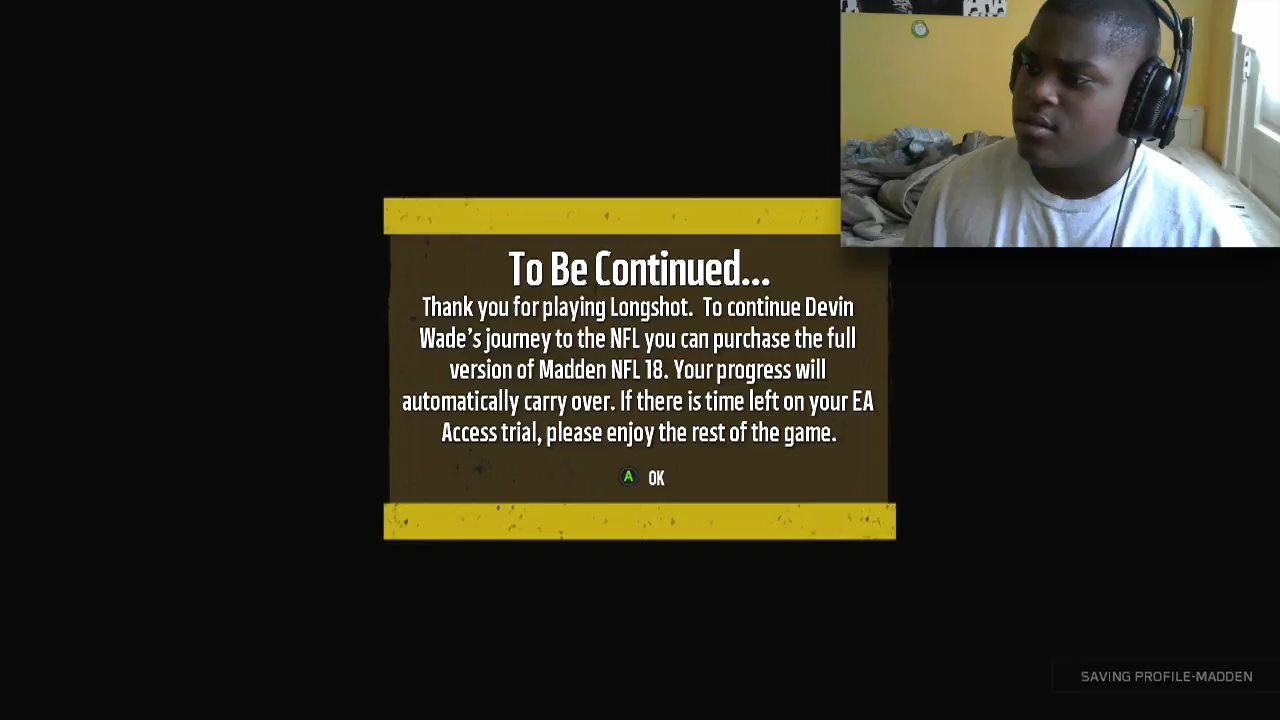 To Be Continued...
Thank you for playing Longshot.  To continue Devin
Wade's journey to the NFL you can purchase the full
version of Madden NFL 18. Your progress will
automatically carry over. If there is time left on your EA
Access trial, please enjoy the rest of the game.
A OK
SAVING PROFILE-MADDEN